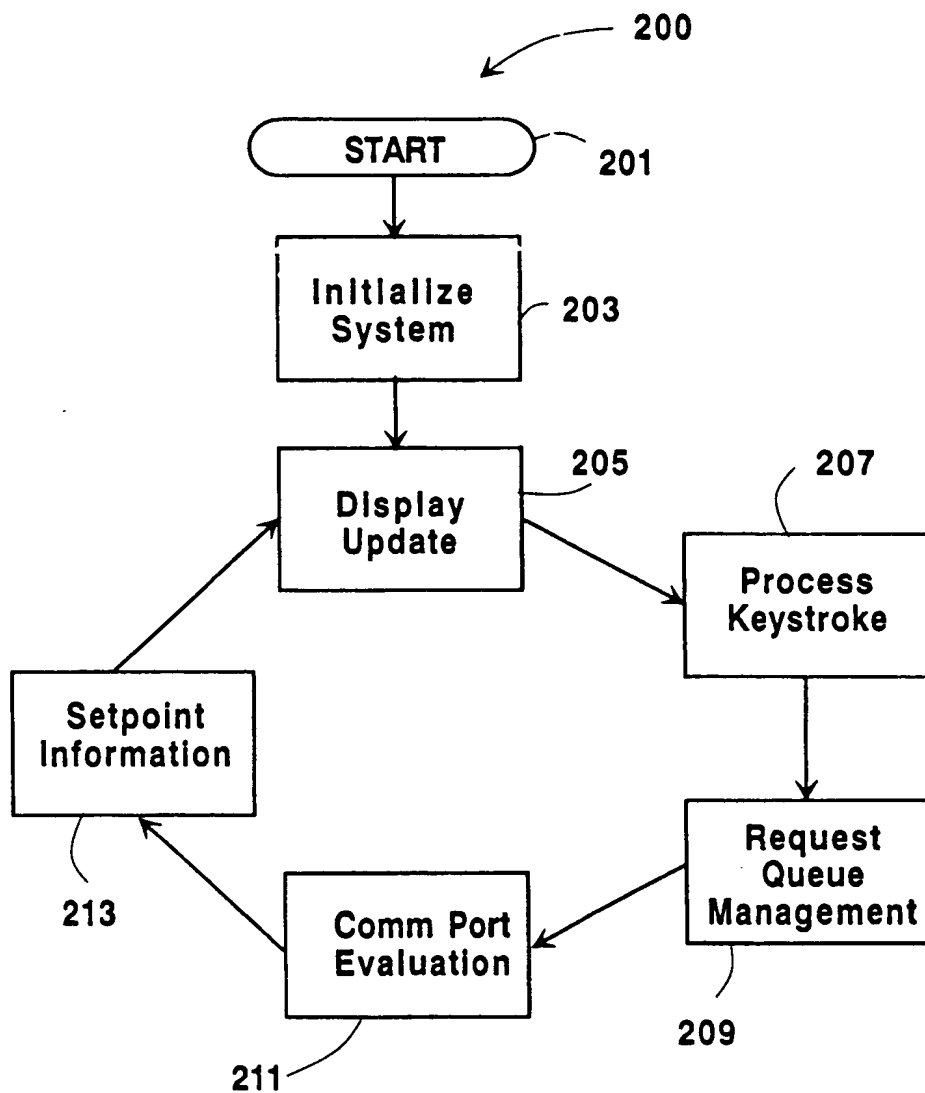 200
START
201
Initialize
System
203
Display
Update
205
207
Process
Keystroke
Setpoint
Information
213
Request
Queue
Management
209
Comm Port
Evaluation
211